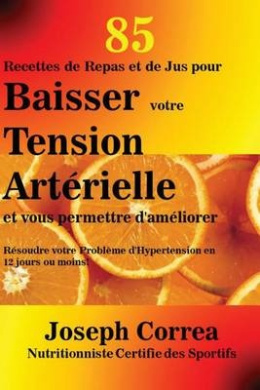 85
Recettes de Repas et de Jus pour
Baisser votre
Tension
Artérielle
et vous permettre d'améliorer
Résoudre votre Problème d'Hypertension en
12 jours ou moins!
Joseph Correa
Nutritionniste Certifie des Sportifs